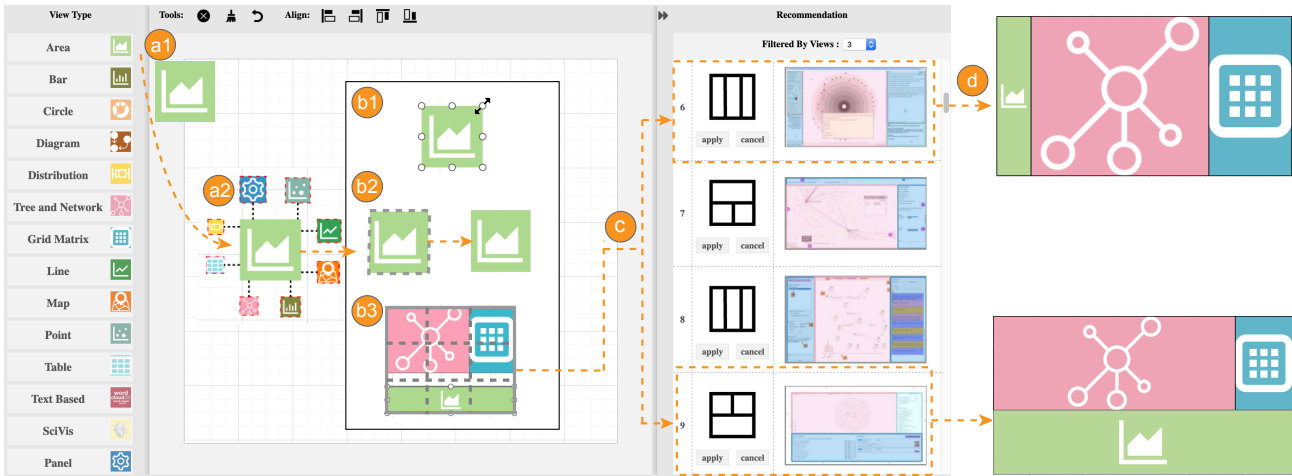 View Type
Tools:
Align:
Recommendation
Filtered By Views : 3
Area
Bar
Circle
Diagram
Distribution
Tree and Network
Grid Matrix
Line
Map
Point
Table
Text Based
word
cloud
SciVis
Panel
a1
a2
b1
b2
b3
c
d
6
apply cancel
7
apply cancel
8
apply cancel
9
apply cancel